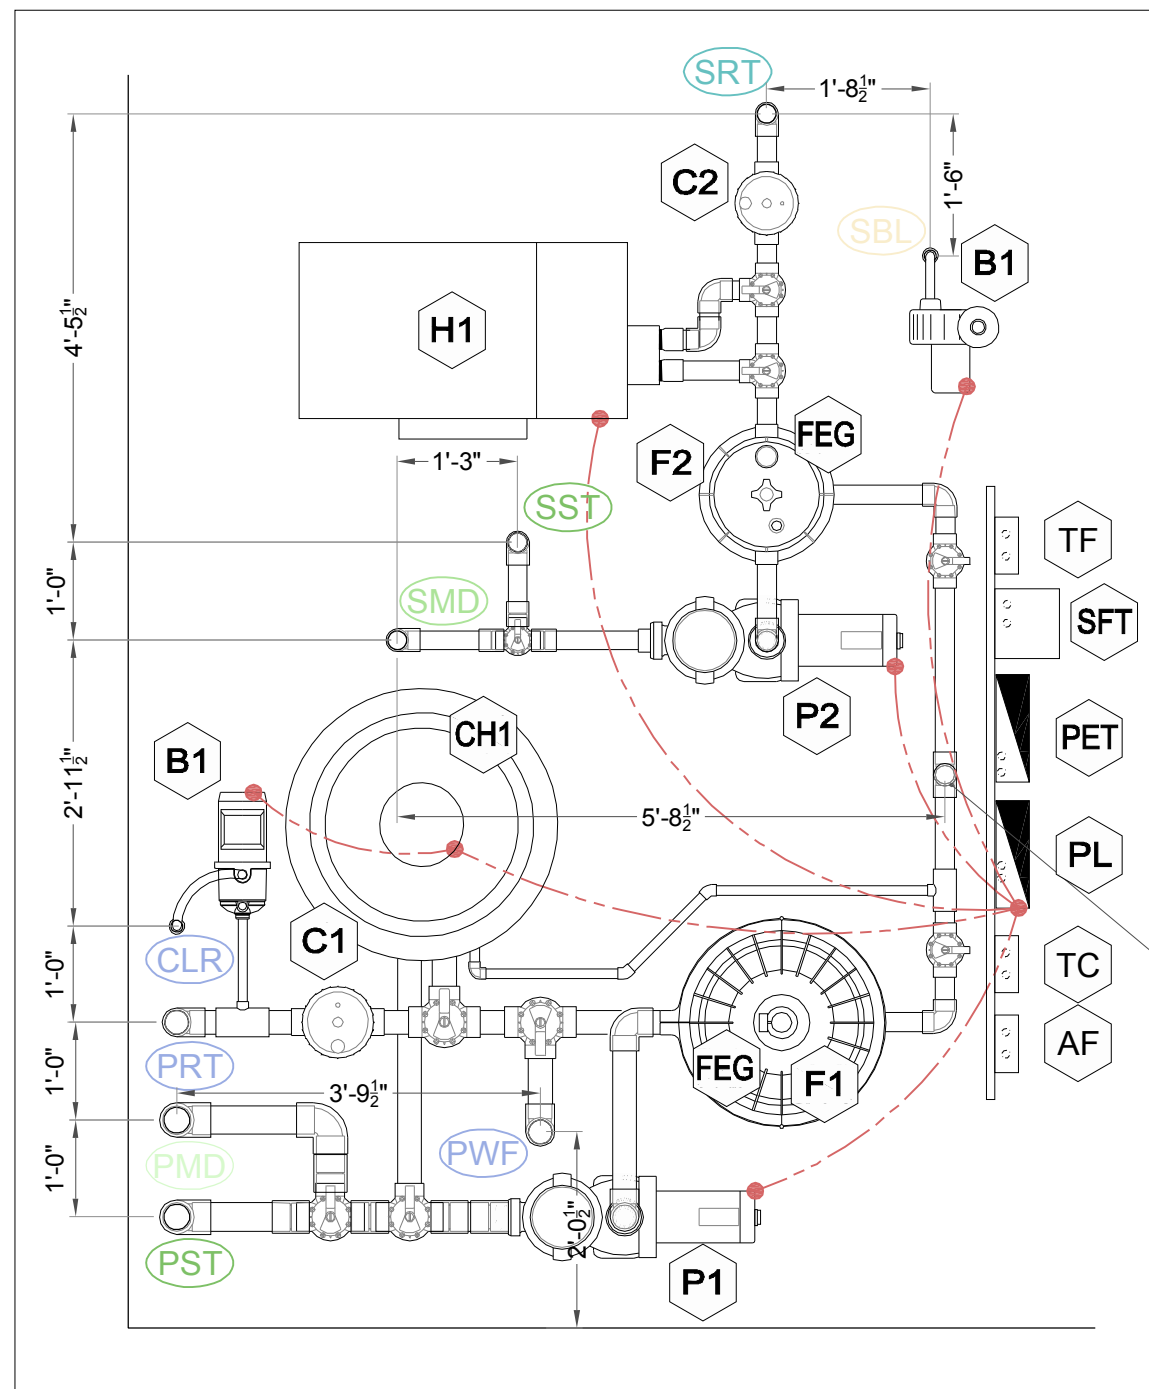 SRT
1'-8½"
C2
1'-6"
SBL
B1
H1
4'-5½"
FEG
F2
1'-3"
SST
TF
1'-0"
SMD
SFT
P2
CH1
PET
B1
2'-11½"
5'-8½"
PL
C1
CLR
TC
1'-0"
AF
PRT
FEG
F1
1'-0"
3'-9½"
PMD
PWF
1'-0"
2'-0½"
PST
P1